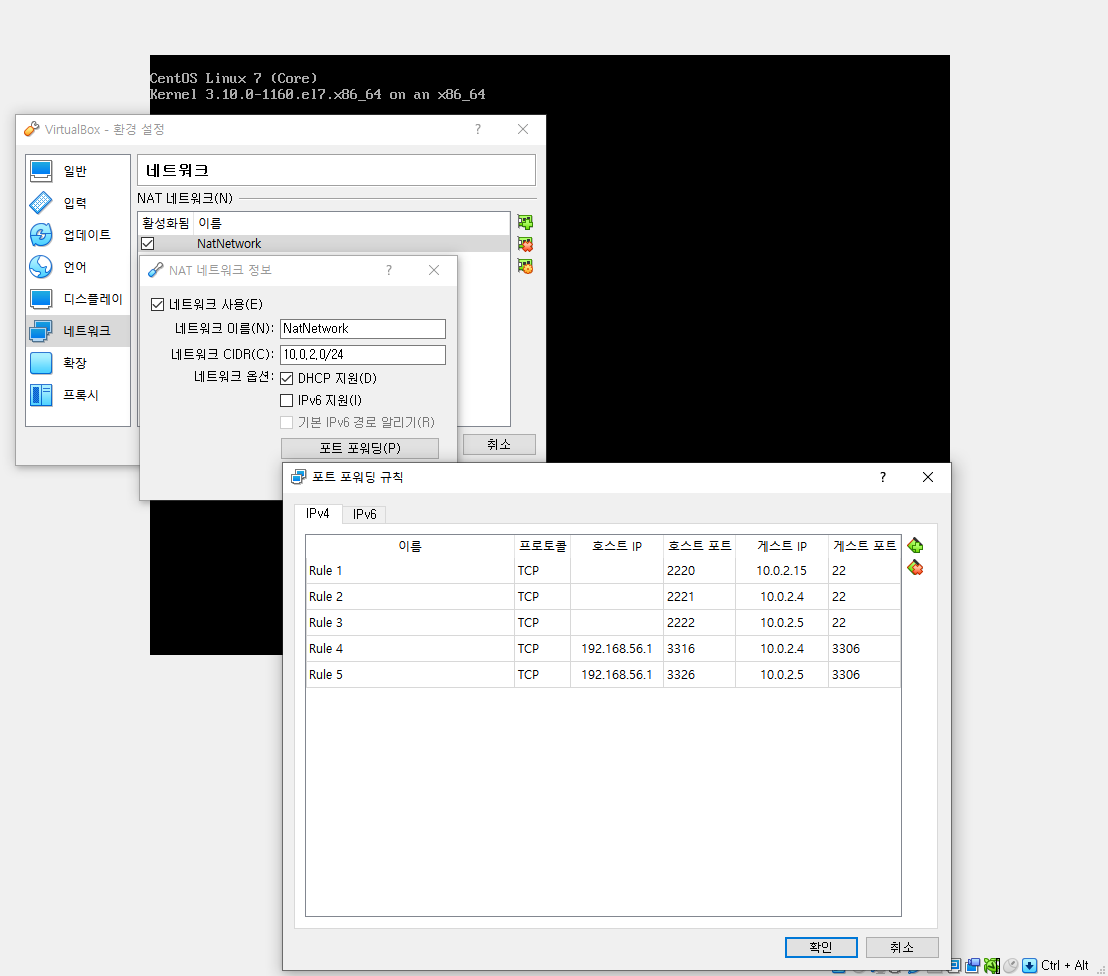 CentOS Linux 7 (Core)
Kernel 3.10.0-1160.el7.x86_64 on an x86_64
VirtualBox - 환경 설정
?
일반
입력
업데이트
언어
디스플레이
네트워크
확장
프록시
네트워크
NAT 네트워크(N)
활성화됨 이름
NatNetwork
취소
NAT 네트워크 정보
?
네트워크 사용(E)
네트워크 이름(N): NatNetwork
네트워크 CIDR(C): 10.0.2.0/24
네트워크 옵션: DHCP 지원(D)
IPv6 지원(I)
기본 IPv6 경로 알리기(R)
포트 포워딩(P)
포트 포워딩 규칙
?
IPv4 IPv6
이름 프로토콜 호스트 IP 호스트 포트 게스트 IP 게스트 포트
Rule 1 TCP 2220 10.0.2.15 22
Rule 2 TCP 2221 10.0.2.4 22
Rule 3 TCP 2222 10.0.2.5 22
Rule 4 TCP 192.168.56.1 3316 10.0.2.4 3306
Rule 5 TCP 192.168.56.1 3326 10.0.2.5 3306
확인 취소
Ctrl + Alt